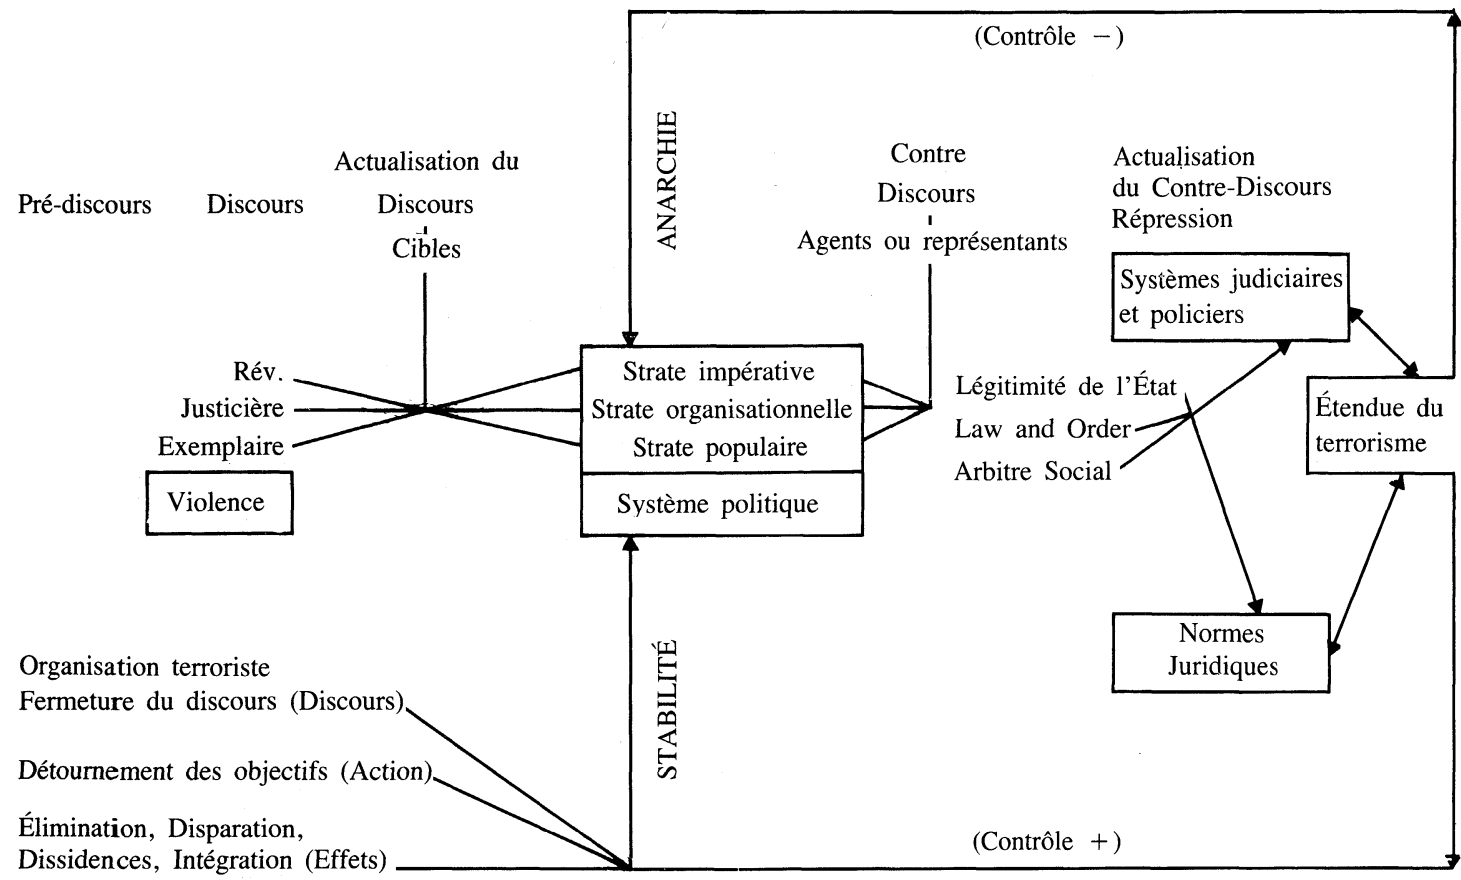 (Contrôle −)
ANARCHIE
Actualisation du
Pré-discours Discours Discours
Cibles
Contre
Discours
Agents ou représentants
Actualisation
du Contre-Discours
Répression
Systèmes judiciaires
et policiers
Rév.
Justicière
Exemplaire
Violence
Strate impérative
Strate organisationnelle
Strate populaire
Système politique
Légitimité de l'État
Law and Order
Arbitre Social
Étendue du
terrorisme
Normes
Juridiques
STABILITÉ
Organisation terroriste
Fermeture du discours (Discours)
Détournement des objectifs (Action)
Élimination, Disparation,
Dissidences, Intégration (Effets)
(Contrôle +)